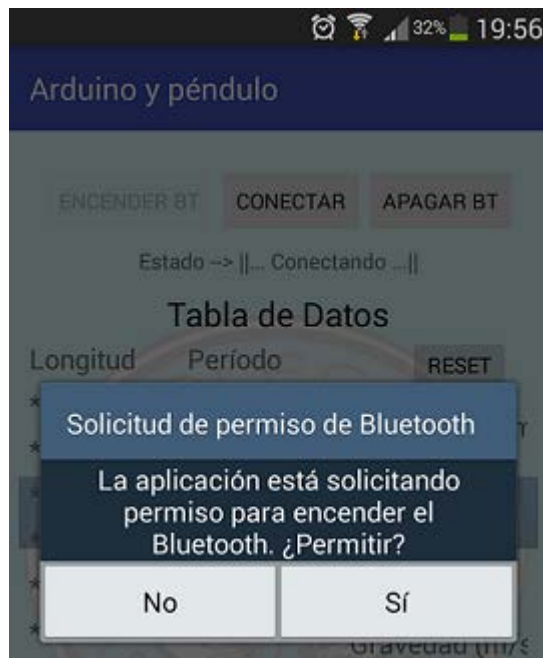 32% 19:56
Arduino y péndulo
ENCENDER BT CONECTAR APAGAR BT
Estado --> ||... Conectando ...||
Tabla de Datos
Longitud Período RESET
*
*
Solicitud de permiso de Bluetooth
La aplicación está solicitando
permiso para encender el
Bluetooth. ¿Permitir?
No Sí
*
Gravedad (m/s